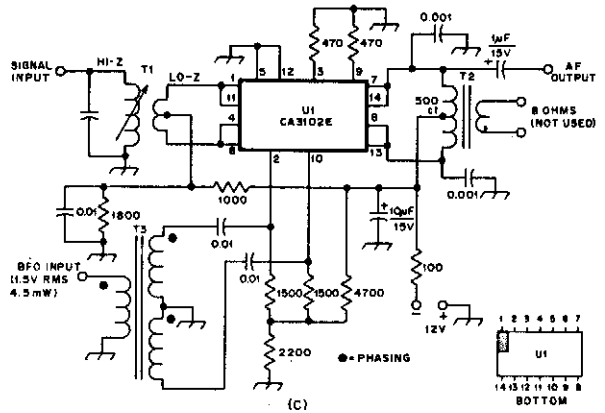 0.001
1µF
15V
470 470
HI-Z T1
SIGNAL
INPUT
LO-Z
5 12 3 9
1
11
4
6
U1
CA3102E
7
14
8
13
2 10
500
ct
T2
AF
OUTPUT
8 OHMS
(NOT USED)
0.001
1000
0.01
1800
T3
0.01
0.01
10µF
15V
100
BFO INPUT
(1.5V RMS
4.5mW)
1500 1500 4700
- +
12V
2200
= PHASING
1 2 3 4 5 6 7
U1
14 13 12 11 10 9 8
BOTTOM
(C)